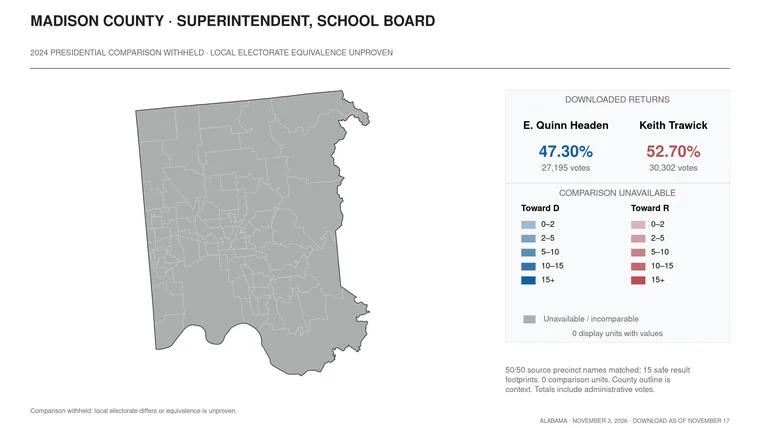 MADISON COUNTY · SUPERINTENDENT, SCHOOL BOARD
2024 PRESIDENTIAL COMPARISON WITHHELD · LOCAL ELECTORATE EQUIVALENCE UNPROVEN
DOWNLOADED RETURNS
E. Quinn Headen Keith Trawick
47.30% 52.70%
27,195 votes 30,302 votes
COMPARISON UNAVAILABLE
Toward D Toward R
0–2 0–2
2–5 2–5
5–10 5–10
10–15 10–15
15+ 15+
Unavailable / incomparable
0 display units with values
50/50 source precinct names matched; 15 safe result
footprints. 0 comparison units. County outline is
context. Totals include administrative votes.
Comparison withheld: local electorate differs or equivalence is unproven.
ALABAMA · NOVEMBER 3, 2026 · DOWNLOAD AS OF NOVEMBER 17